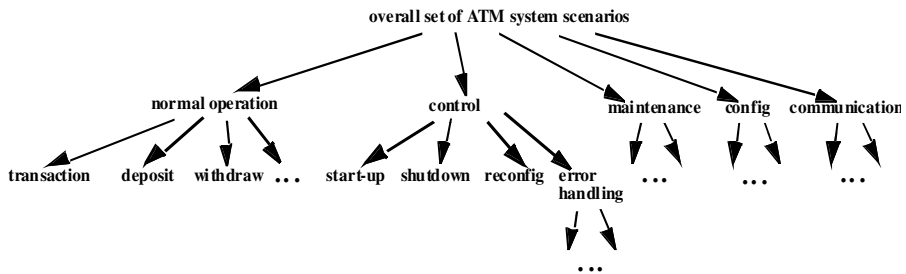 overall set of ATM system scenarios
normal operation control maintenance config communication
transaction deposit withdraw ... start-up shutdown reconfig error handling ... ... ...
...